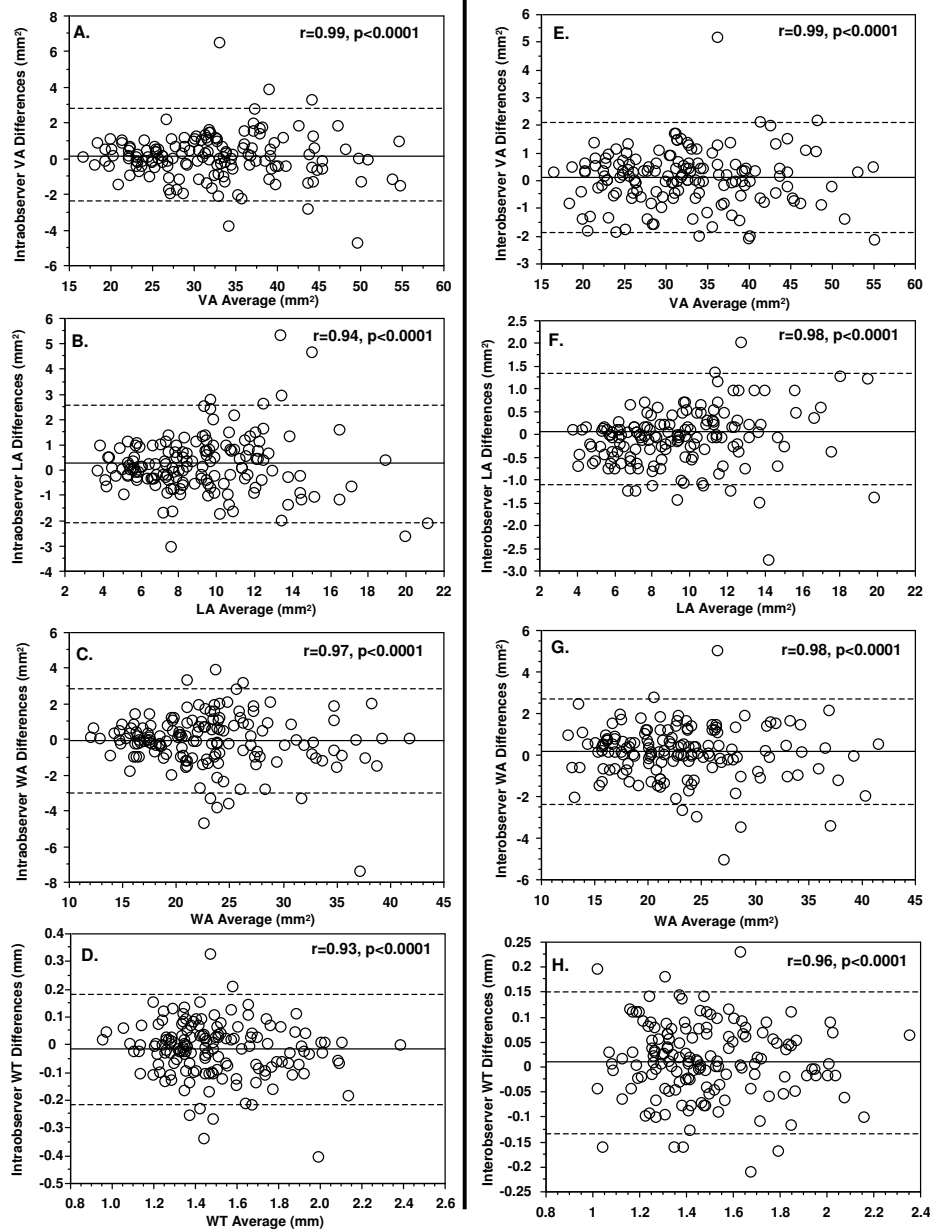 A.
r=0.99, p<0.0001
Intraobserver VA Differences (mm²)
8
6
4
2
0
-2
-4
-6
15 20 25 30 35 40 45 50 55 60
VA Average (mm²)
B.
r=0.94, p<0.0001
Intraobserver LA Differences (mm²)
6
5
4
3
2
1
0
-1
-2
-3
-4
2 4 6 8 10 12 14 16 18 20 22
LA Average (mm²)
C.
r=0.97, p<0.0001
Intraobserver WA Differences (mm²)
6
4
2
0
-2
-4
-6
-8
10 15 20 25 30 35 40 45
WA Average (mm²)
D.
r=0.93, p<0.0001
Intraobserver WT Differences (mm)
0.4
0.3
0.2
0.1
0
-0.1
-0.2
-0.3
-0.4
-0.5
0.8 1.0 1.2 1.4 1.6 1.8 2.0 2.2 2.4 2.6
WT Average (mm)
E.
r=0.99, p<0.0001
Interobserver VA Differences (mm²)
6
5
4
3
2
1
0
-1
-2
-3
15 20 25 30 35 40 45 50 55 60
VA Average (mm²)
F.
r=0.98, p<0.0001
Interobserver LA Differences (mm²)
2.5
2.0
1.5
1.0
0.5
0.0
-0.5
-1.0
-1.5
-2.0
-2.5
-3.0
2 4 6 8 10 12 14 16 18 20 22
LA Average (mm²)
G.
r=0.98, p<0.0001
Interobserver WA Differences (mm²)
6
4
2
0
-2
-4
-6
10 15 20 25 30 35 40 45
WA Average (mm²)
H.
r=0.96, p<0.0001
Interobserver WT Differences (mm)
0.25
0.2
0.15
0.1
0.05
0
-0.05
-0.1
-0.15
-0.2
-0.25
0.8 1 1.2 1.4 1.6 1.8 2 2.2 2.4